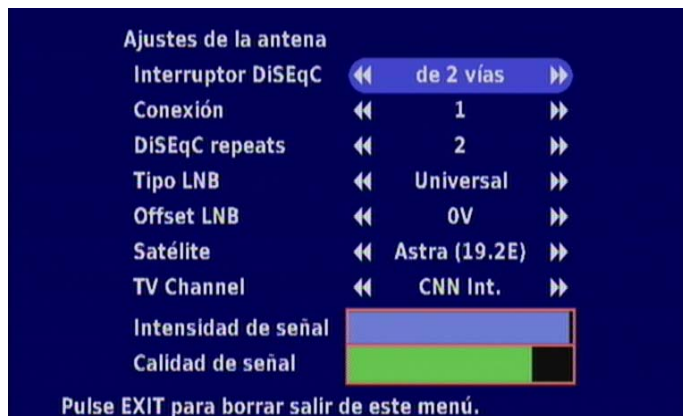 Ajustes de la antena
Interruptor DiSEqC de 2 vías
Conexión 1
DiSEqC repeats 2
Tipo LNB Universal
Offset LNB 0V
Satélite Astra (19.2E)
TV Channel CNN Int.
Intensidad de señal
Calidad de señal
Pulse EXIT para borrar salir de este menú.